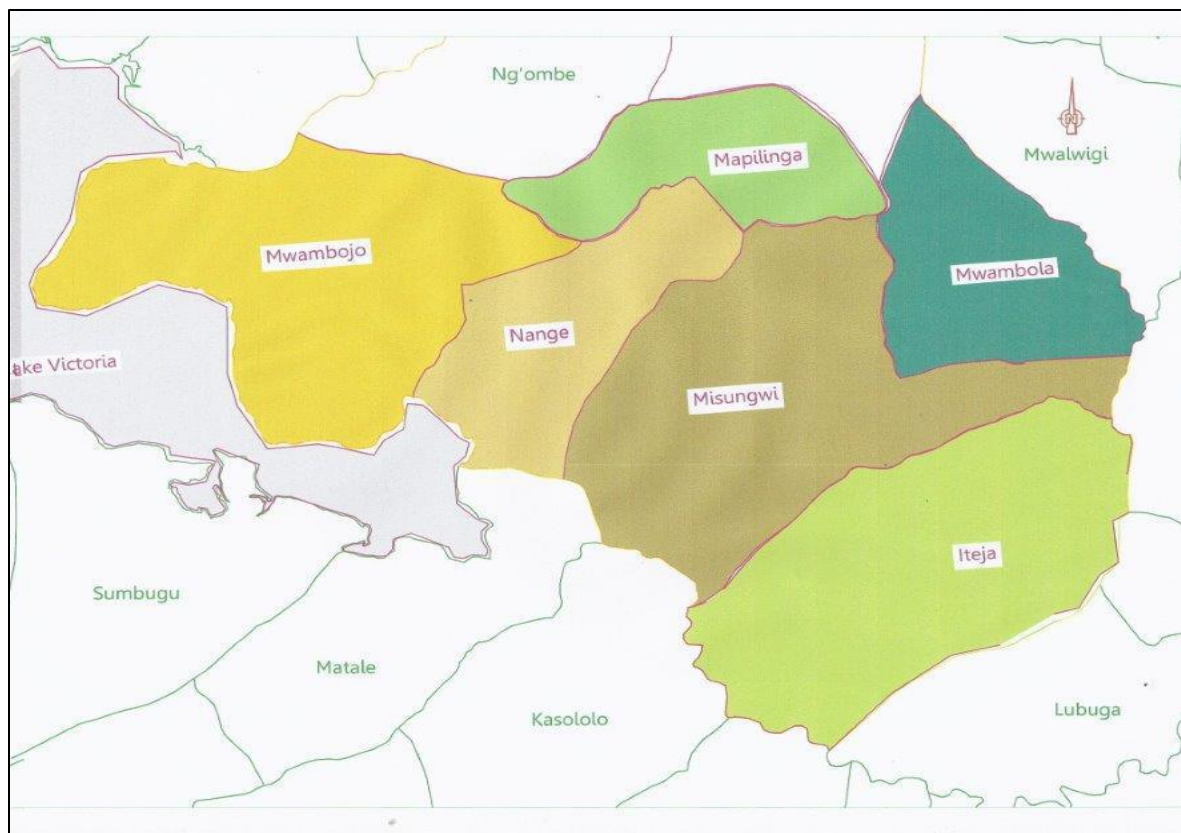 Ng'ombe
Mapilinga
Mwalwigi
Mwambojo
Mwambola
Nange
ake Victoria
Misungwi
Iteja
Sumbugu
Matale
Kasololo
Lubuga